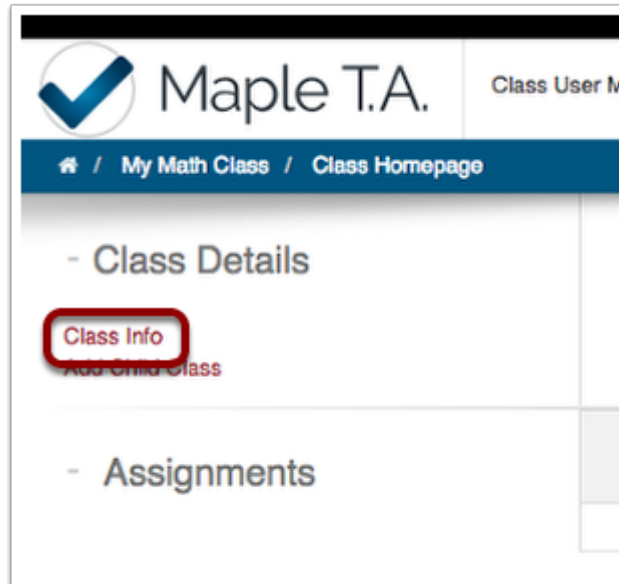 Maple T.A.
Class User M
/ My Math Class / Class Homepage
- Class Details
Class Info
Add Child Class
- Assignments